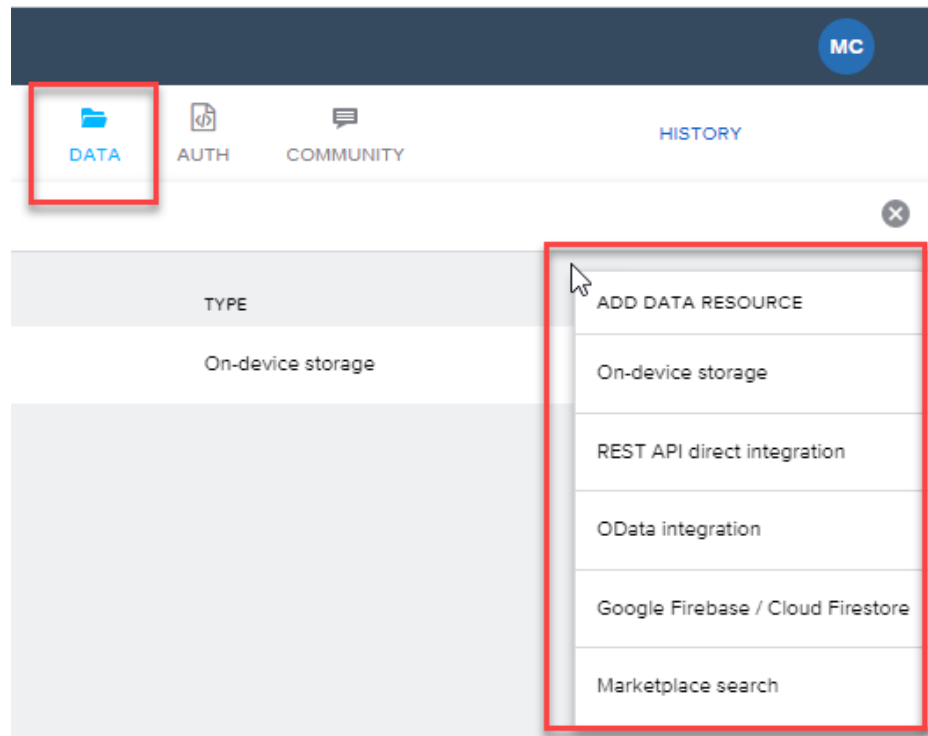 MC
DATA
AUTH
COMMUNITY
HISTORY
TYPE
On-device storage
ADD DATA RESOURCE
On-device storage
REST API direct integration
OData integration
Google Firebase / Cloud Firestore
Marketplace search